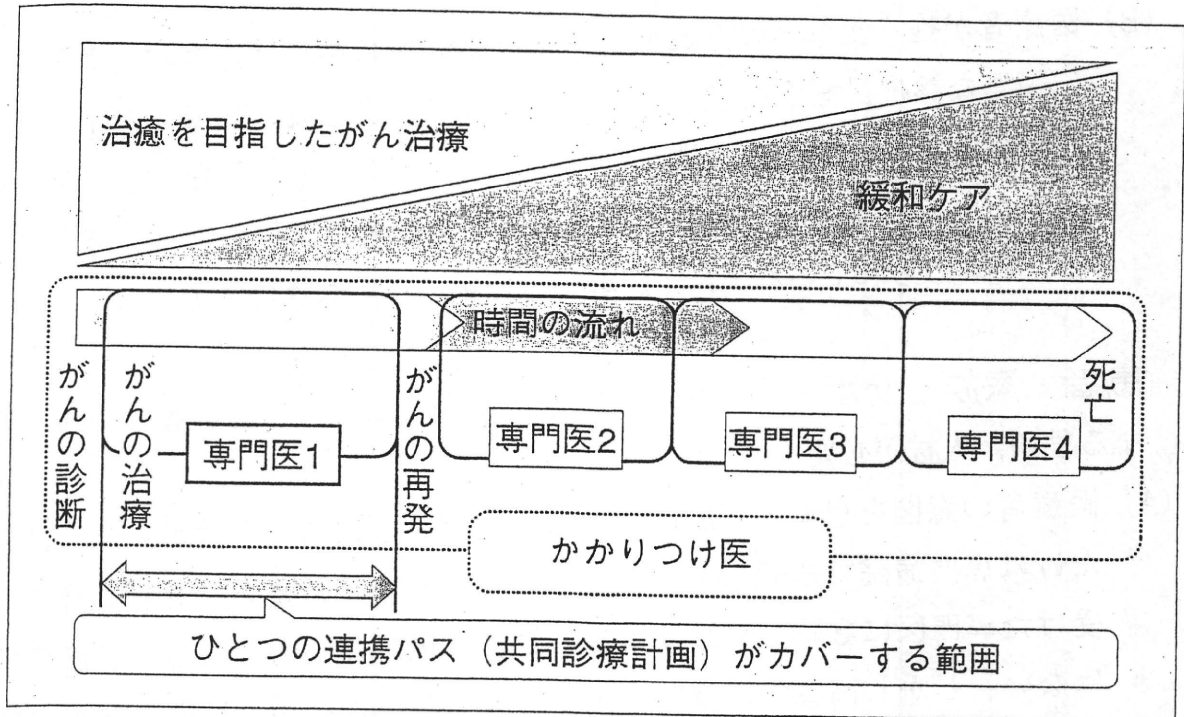 治癒を目指したがん治療
緩和ケア
時間の流れ
がんの診断
がんの治療
がんの再発
死亡
専門医1
専門医2
専門医3
専門医4
かかりつけ医
ひとつの連携パス（共同診療計画）がカバーする範囲